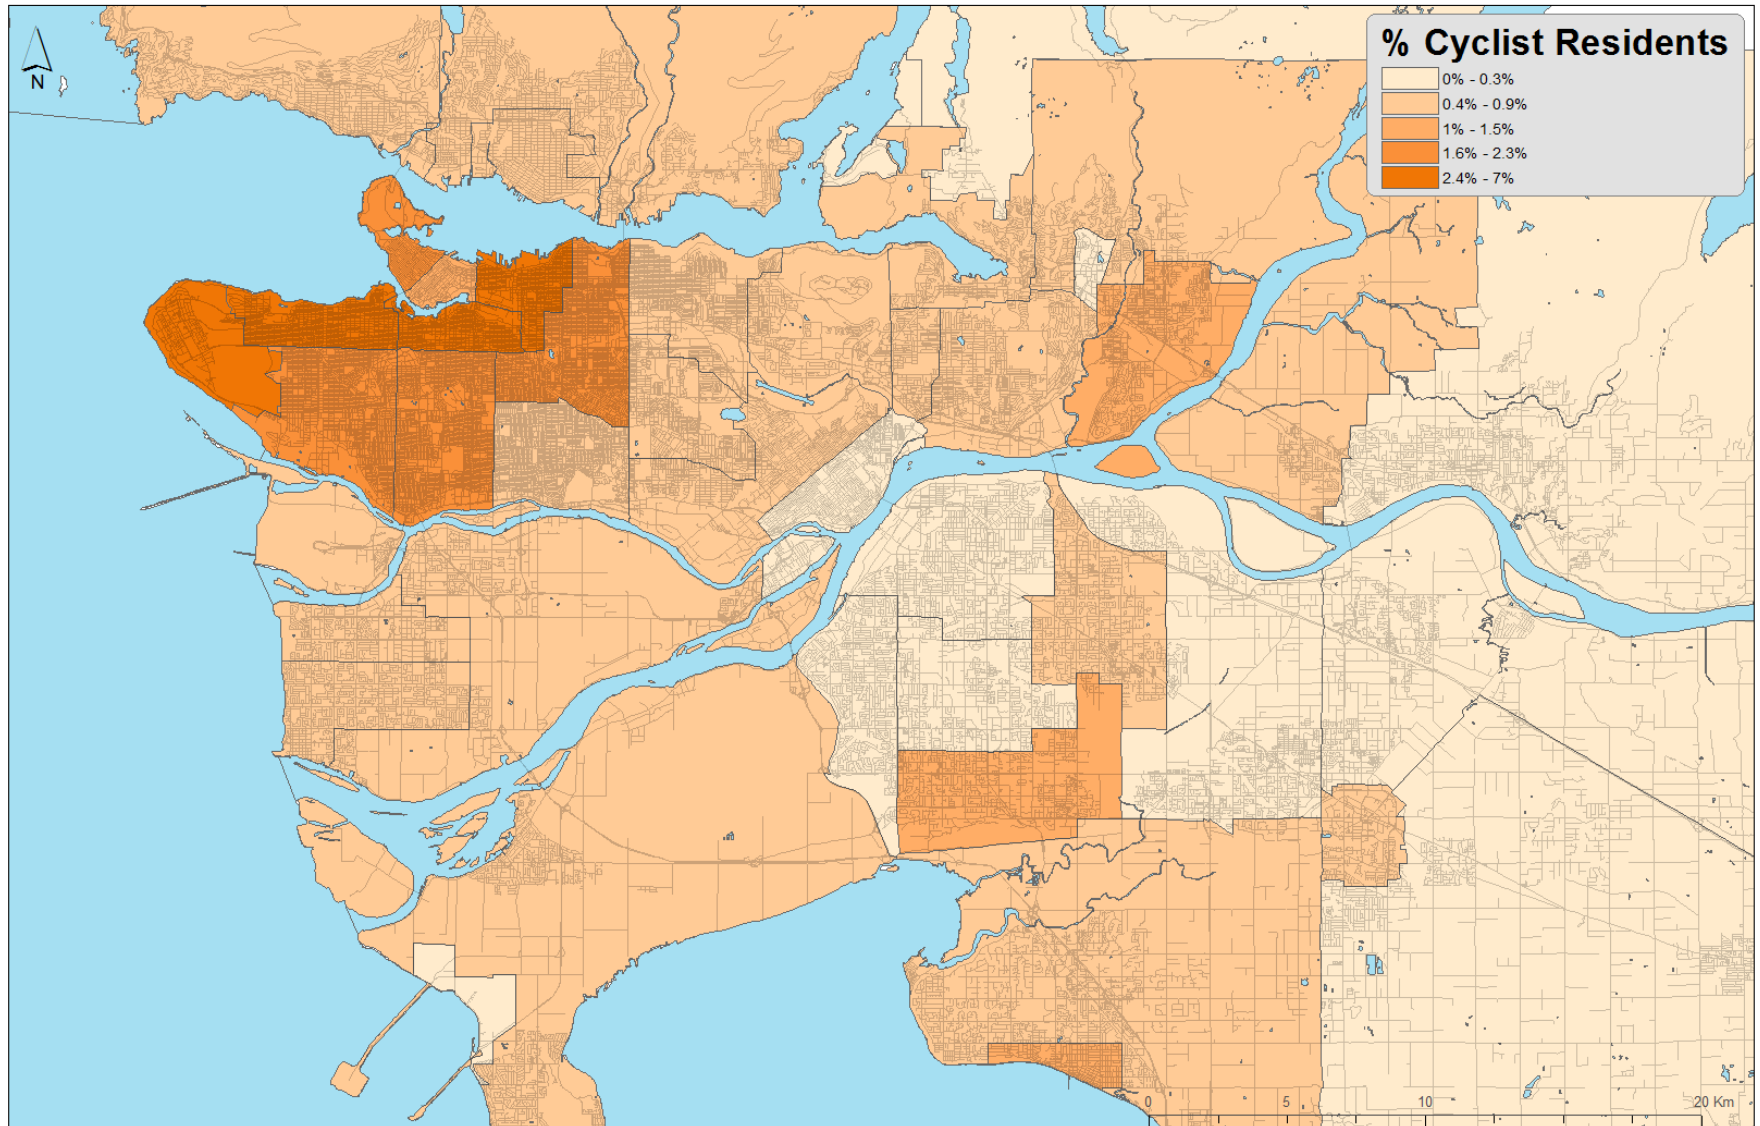 N
% Cyclist Residents
0% - 0.3%
0.4% - 0.9%
1% - 1.5%
1.6% - 2.3%
2.4% - 7%
0 5 10 20 Km